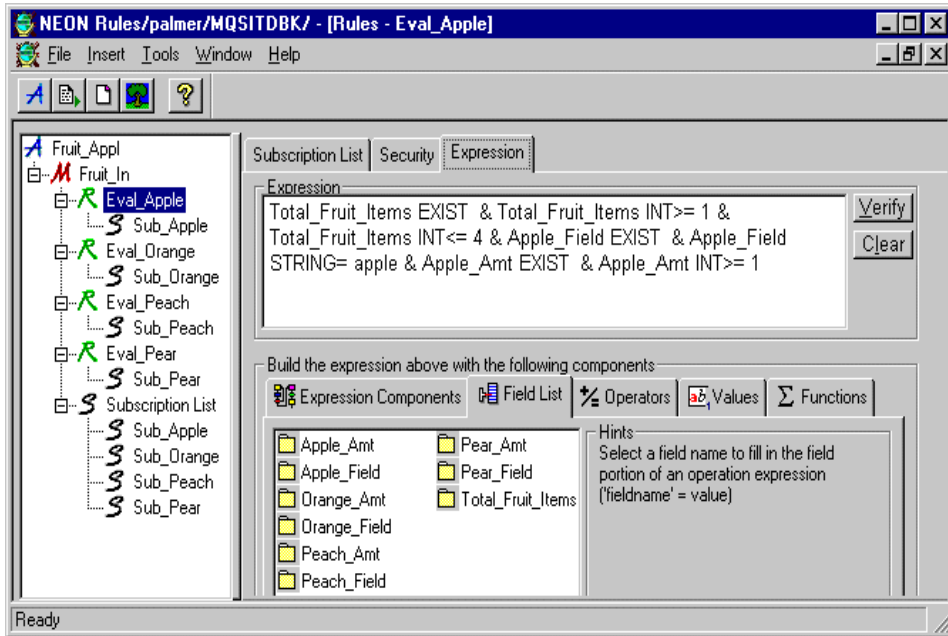 NEON Rules/palmer/MQSITDBK/ - [Rules - Eval_Apple]
File Insert Tools Window Help
Fruit_Appl
Fruit_In
Eval_Apple
Sub_Apple
Eval_Orange
Sub_Orange
Eval_Peach
Sub_Peach
Eval_Pear
Sub_Pear
Subscription List
Sub_Apple
Sub_Orange
Sub_Peach
Sub_Pear
Subscription List Security Expression
Expression
Total_Fruit_Items EXIST & Total_Fruit_Items INT>= 1 &
Total_Fruit_Items INT<= 4 & Apple_Field EXIST & Apple_Field
STRING= apple & Apple_Amt EXIST & Apple_Amt INT>= 1
Verify
Clear
Build the expression above with the following components
Expression Components Field List Operators Values Functions
Apple_Amt
Apple_Field
Orange_Amt
Orange_Field
Peach_Amt
Peach_Field
Pear_Amt
Pear_Field
Total_Fruit_Items
Hints
Select a field name to fill in the field
portion of an operation expression
('fieldname' = value)
Ready